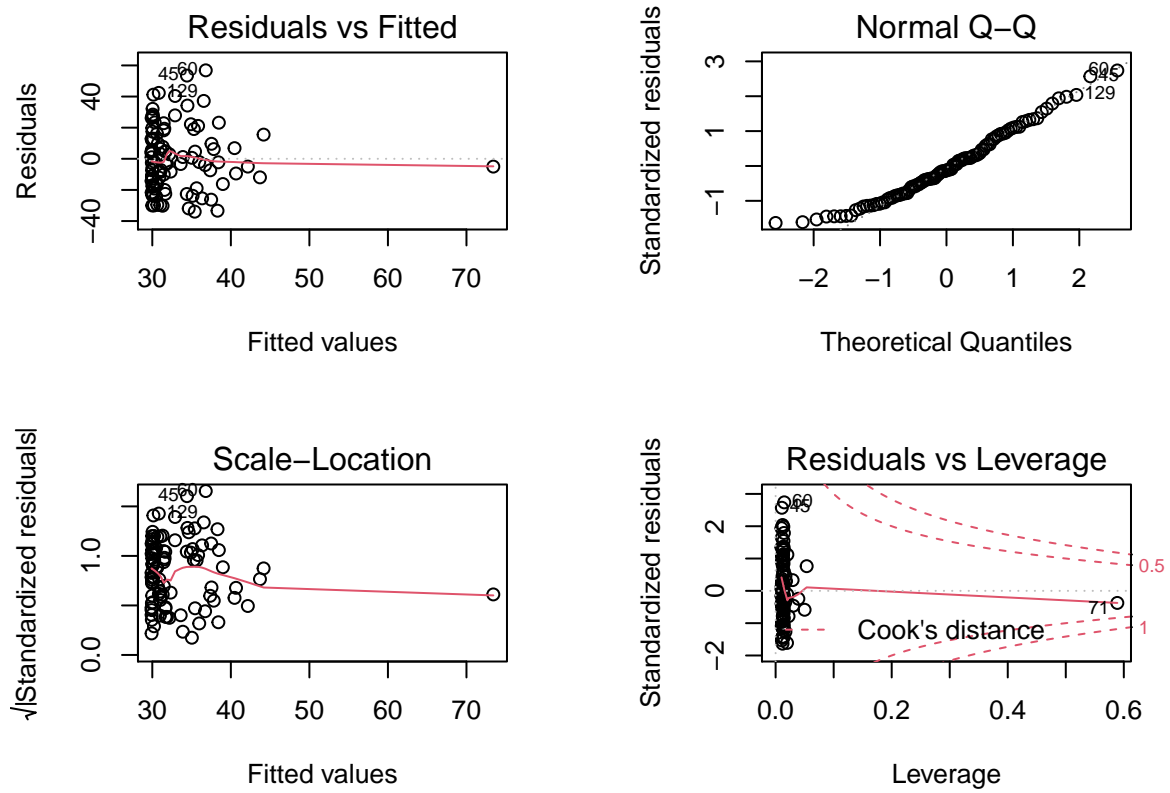 Residuals vs Fitted
Residuals
40
0
−40
45
60
129
30 40 50 60 70
Fitted values
Normal Q−Q
Standardized residuals
3
1
−1
60
45
129
−2 −1 0 1 2
Theoretical Quantiles
Scale−Location
√|Standardized residuals|
1.0
0.0
45
60
129
30 40 50 60 70
Fitted values
Residuals vs Leverage
Standardized residuals
2
0
−2
60
45
71
0.5
1
Cook's distance
0.0 0.2 0.4 0.6
Leverage